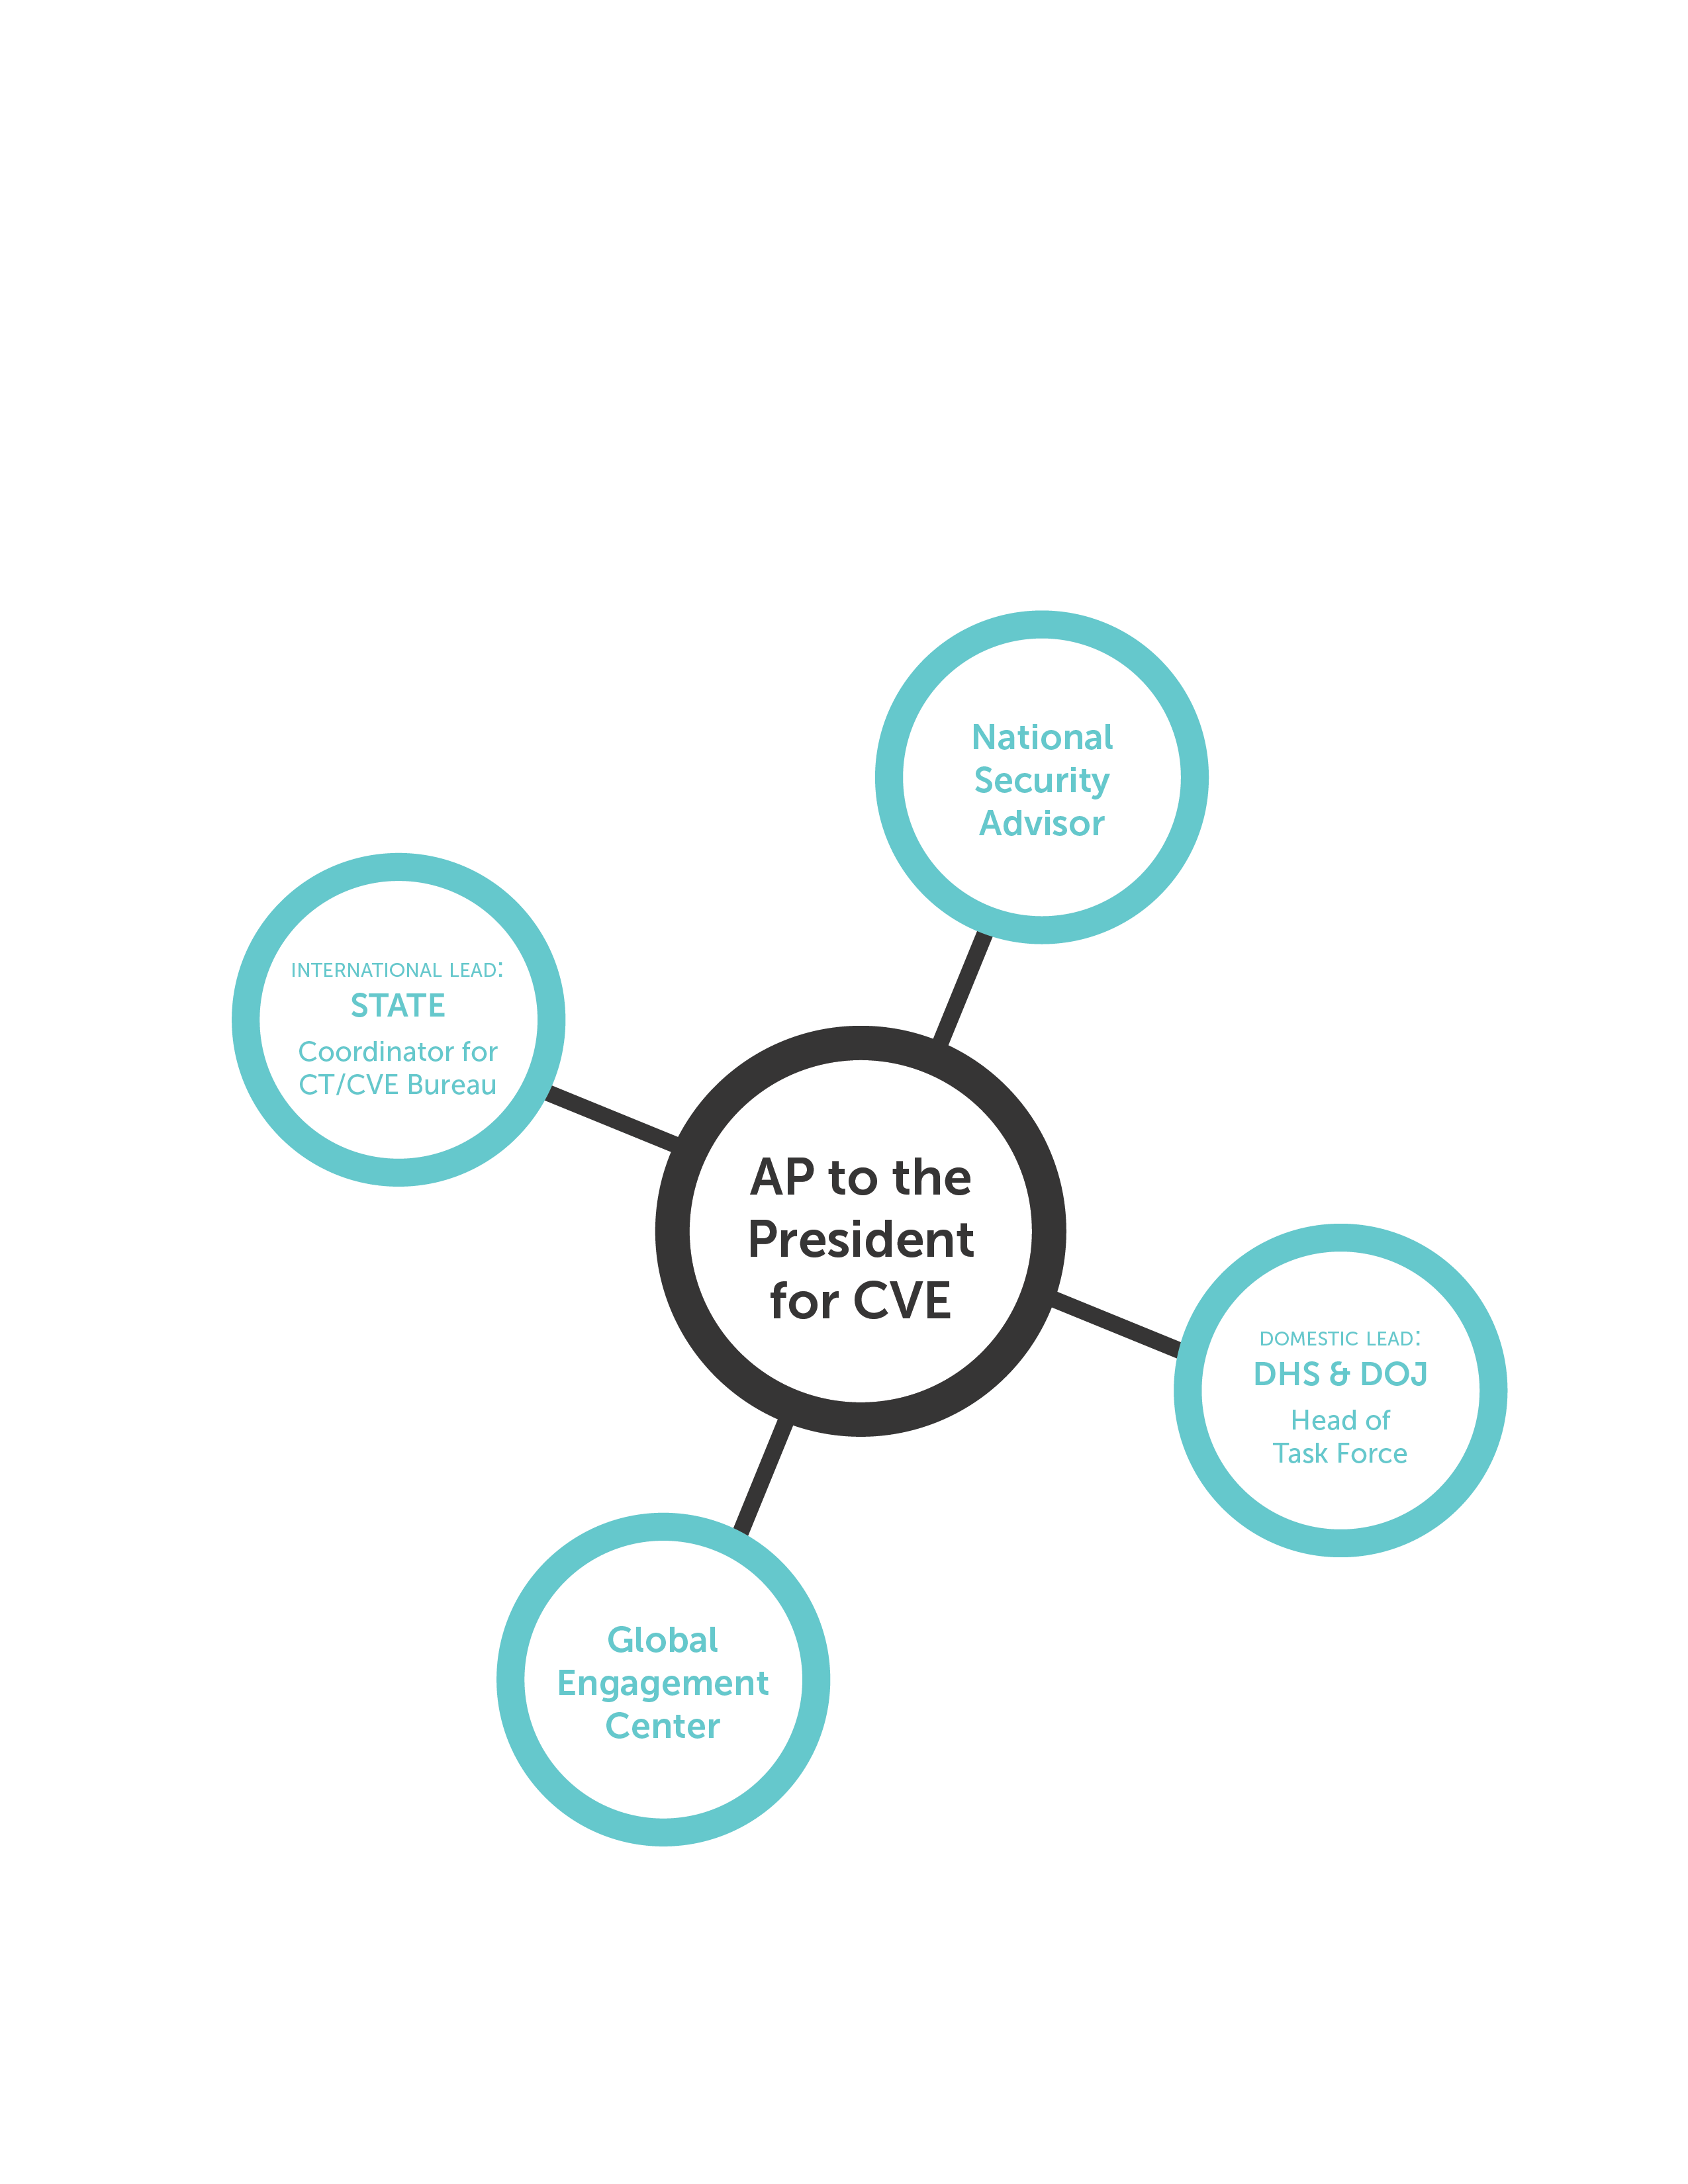 National
Security
Advisor
INTERNATIONAL LEAD:
STATE
Coordinator for
CT/CVE Bureau
AP to the
President
for CVE
DOMESTIC LEAD:
DHS & DOJ
Head of
Task Force
Global
Engagement
Center